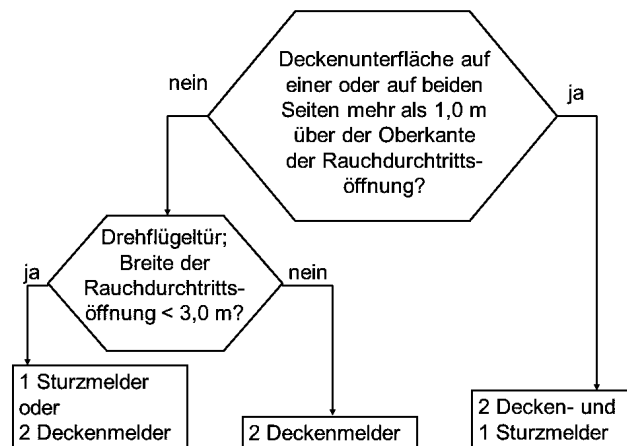 Deckenunterfläche auf
einer oder auf beiden
Seiten mehr als 1,0 m
über der Oberkante
der Rauchdurchtritts-
öffnung?
nein
ja
Drehflügeltür;
Breite der
Rauchdurchtritts-
öffnung < 3,0 m?
ja
nein
1 Sturzmelder
oder
2 Deckenmelder
2 Deckenmelder
2 Decken- und
1 Sturzmelder